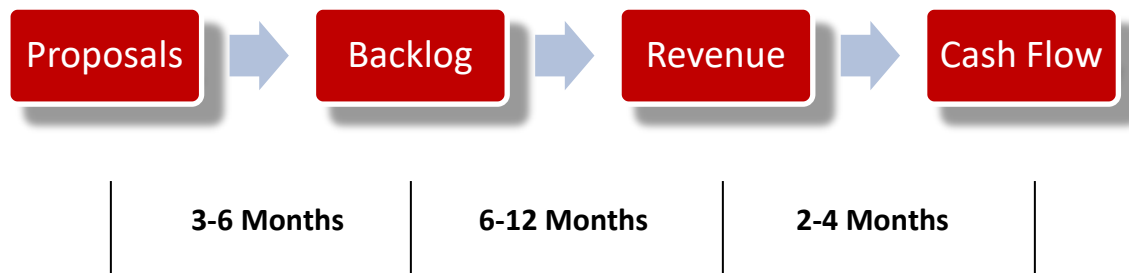 Proposals
Backlog
Revenue
Cash Flow
3-6 Months
6-12 Months
2-4 Months